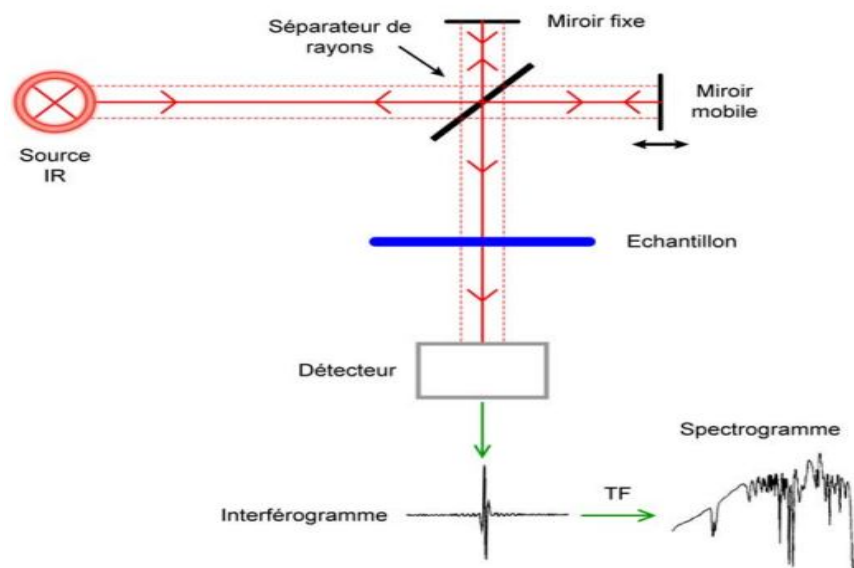 Miroir fixe
Séparateur de
rayons
Miroir
mobile
Source
IR
Echantillon
Détecteur
Spectrogramme
TF
Interférogramme